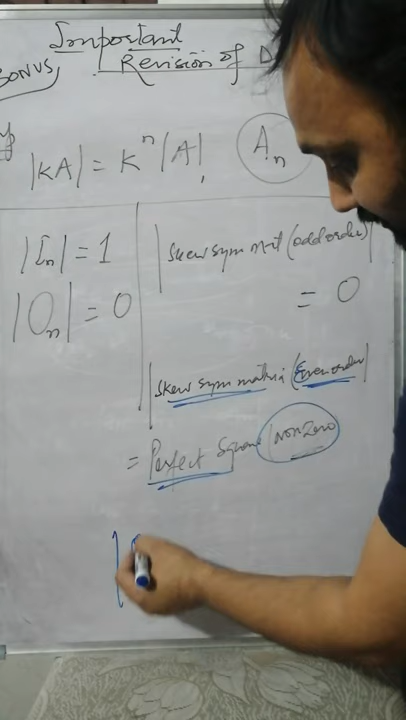 Important
BONUS
Revision of D
|KA| = K^n |A|,
A_n
|I_n| = 1
|O_n| = 0
|Skew sym mat (odd order)|
= 0
|Skew sym matrix (Even order)|
= Perfect Square (non zero)